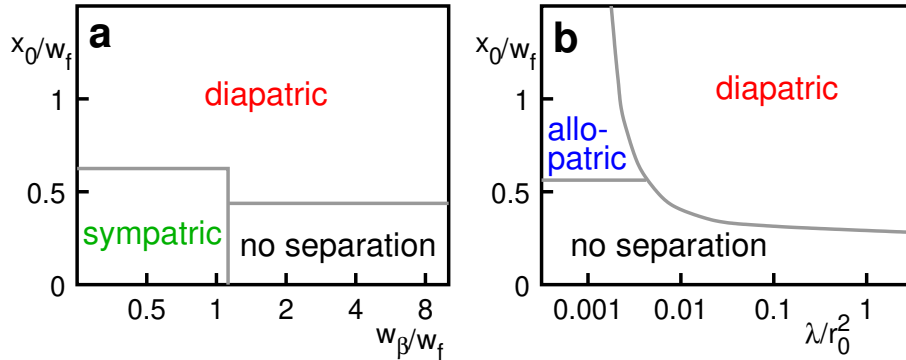 a
x0/wf
diapatric
1
0.5
sympatric
no separation
0
0.5
1
2
4
8
wβ/wf
b
x0/wf
diapatric
1
allo-
patric
0.5
no separation
0
0.001
0.01
0.1
1
λ/r0²